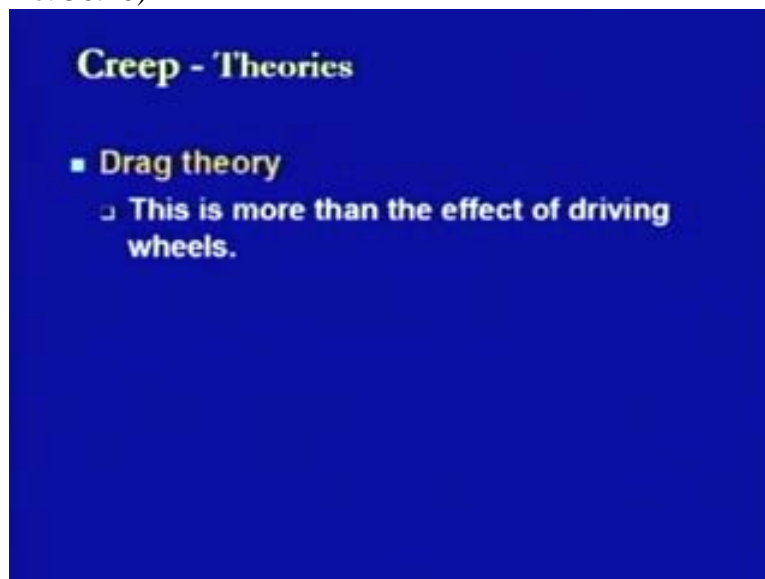 Creep - Theories
Drag theory
This is more than the effect of driving
wheels.